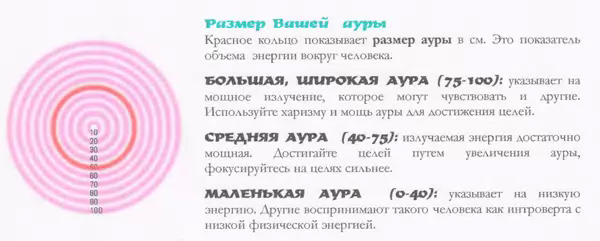 Размер Вашей ауры
Красное кольцо показывает размер ауры в см. Это показатель
объема энергии вокруг человека.
БОЛЬШАЯ, ШИРОКАЯ АУРА (75-100): указывает на
мощное излучение, которое могут чувствовать и другие.
Используйте харизму и мощь ауры для достижения целей.
СРЕДНЯЯ АУРА (40-75): излучаемая энергия достаточно
мощная. Достигайте целей путем увеличения ауры,
фокусируйтесь на целях сильнее.
МАЛЕНЬКАЯ АУРА (0-40): указывает на низкую
энергию. Другие воспринимают такого человека как интроверта с
низкой физической энергией.
10
20
30
40
50
60
70
80
90
100